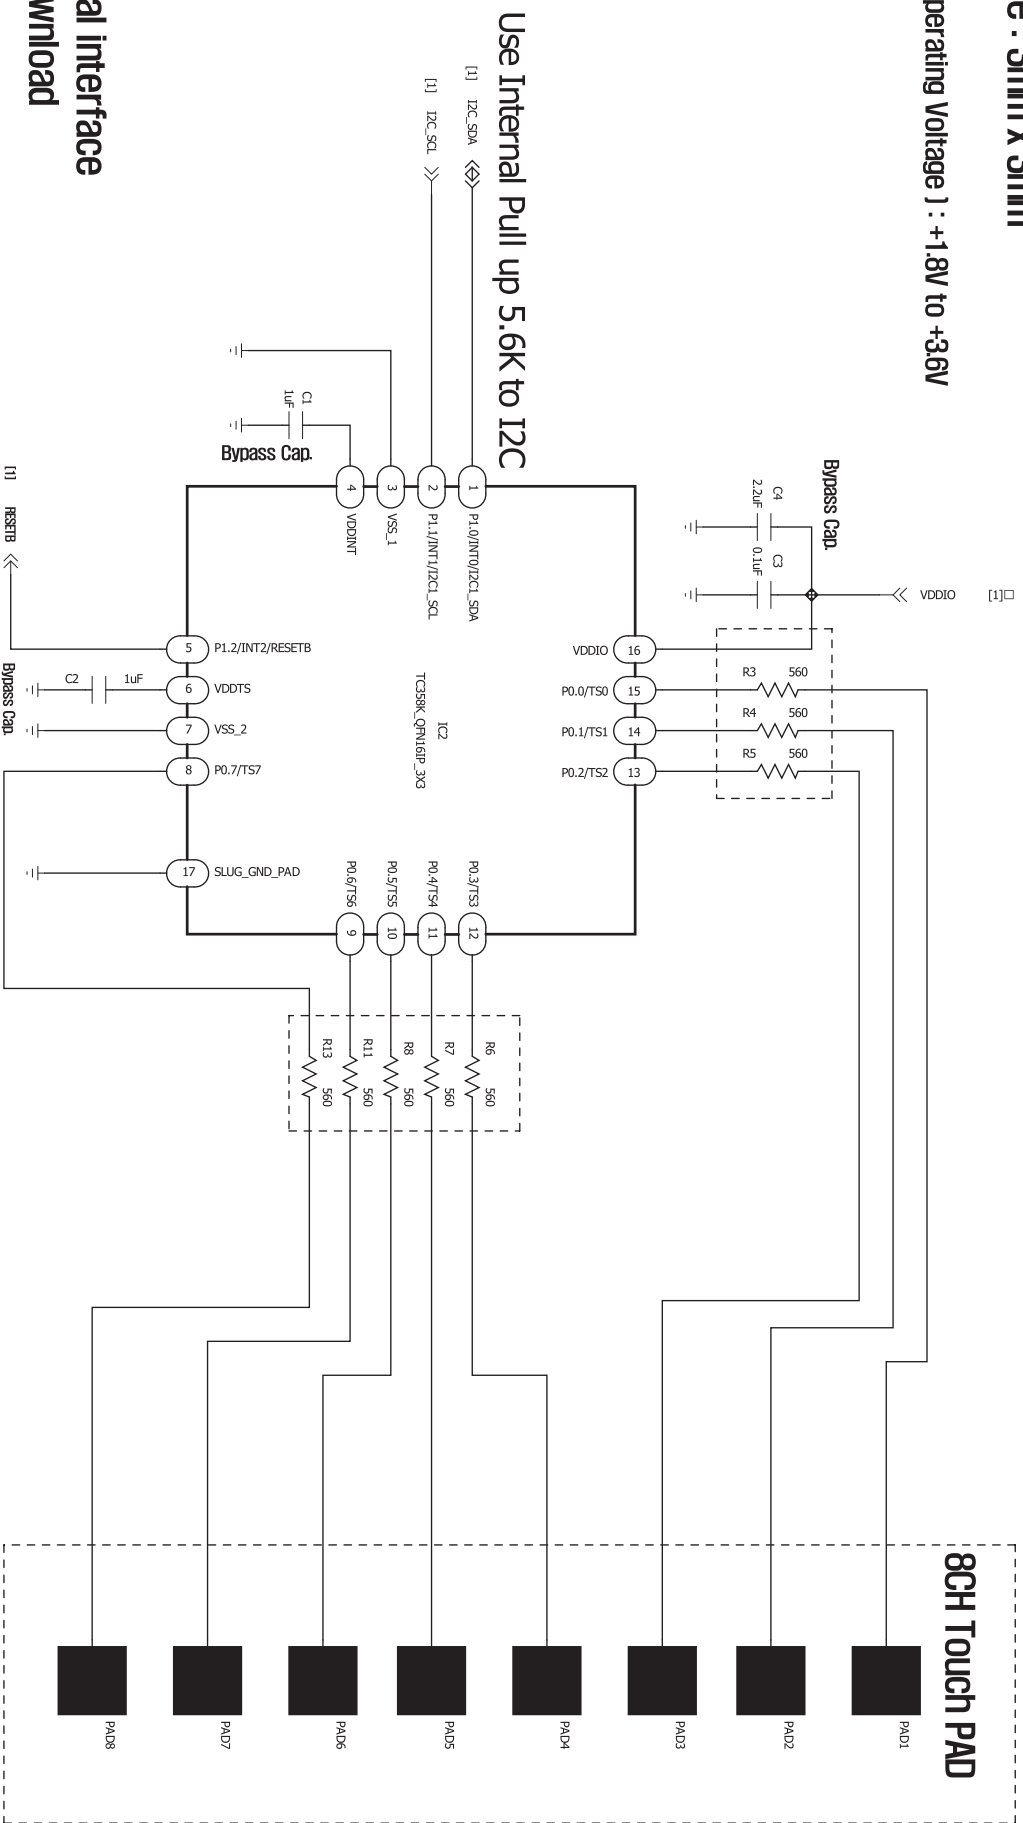 [ Operating Voltage ] : +1.8V to +3.6V
Use Internal Pull up 5.6K to I2C
[1] I2C_SDA
[1] I2C_SCL
al interface
wnload
[1]□
VDDIO
Bypass Cap.
C4
2.2uF
C3
0.1uF
C1
1uF
Bypass Cap.
1
P1.0/INT0/I2C1_SDA
2
P1.1/INT1/I2C1_SCL
3
VSS_1
4
VDDINT
[1] RESETB
5 P1.2/INT2/RESETB
C2 1uF
6 VDDTS
Bypass Cap.
7 VSS_2
8 P0.7/TS7
17 SLUG_GND_PAD
IC2
TC358K_QFN16IP_3X3
VDDIO 16
P0.0/TS0 15
P0.1/TS1 14
P0.2/TS2 13
R3 560
R4 560
R5 560
P0.3/TS3
12
P0.4/TS4
11
P0.5/TS5
10
P0.6/TS6
9
R6 560
R7 560
R8 560
R11 560
R13 560
8CH Touch PAD
PAD1
PAD2
PAD3
PAD4
PAD5
PAD6
PAD7
PAD8